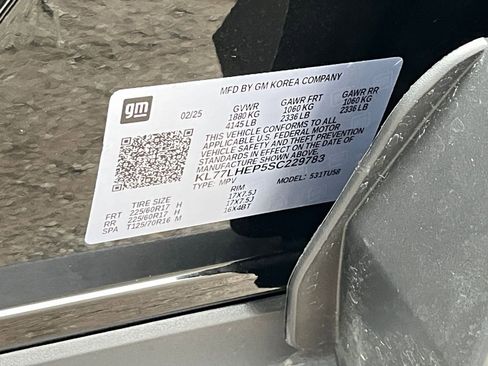 MFD BY GM KOREA COMPANY
gm
02/25
GVWR GAWR FRT GAWR RR
1880 KG 1060 KG 1060 KG
4145 LB 2336 LB 2336 LB
THIS VEHICLE CONFORMS TO ALL
APPLICABLE U.S. FEDERAL MOTOR
VEHICLE SAFETY AND THEFT PREVENTION
STANDARDS IN EFFECT ON THE DATE OF
MANUFACTURE SHOWN ABOVE.
KL77LHEP5SC229783
TYPE: MPV MODEL: 531TU58
TIRE SIZE RIM
FRT 225/60R17 H 17X7.5J
RR 225/60R17 H 17X7.5J
SPA T125/70R16 M 16X4BT